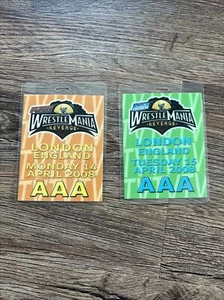 WRESTLEMANIA
REVENGE
LONDON
ENGLAND
MONDAY 14
APRIL 2008
AAA
WRESTLEMANIA
REVENGE
LONDON
ENGLAND
TUESDAY 15
APRIL 2008
AAA